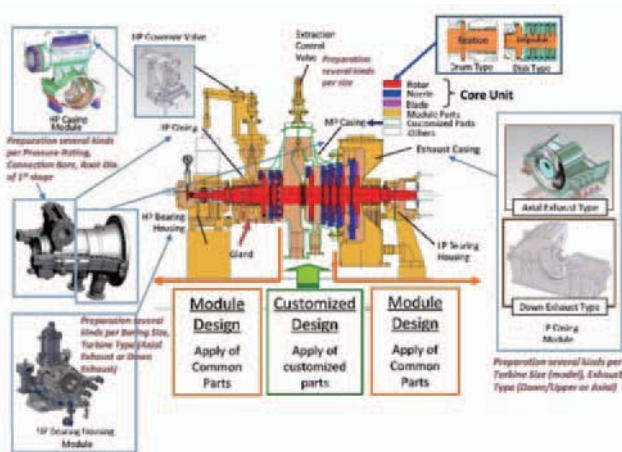 HP Governor Valve
Extraction
Control
Valve
Preparation
several kinds
per size
Reaction
Impulse
Drum Type
Disk Type
Rotor
Nozzle
Blade
Core Unit
Module Parts
Customized Parts
Others
HP Casing
Module
Preparation several kinds
per Pressure-Rating,
Connection Bore, Root Dia
of 1st stage
HP Casing
MP Casing
Exhaust Casing
HP Bearing
Housing
Gland
LP Bearing
Housing
Axial Exhaust Type
Down Exhaust Type
LP Casing
Module
Preparation several kinds per
Turbine Size (model), Exhaust
Type (Down/Upper or Axial)
Preparation several
kinds per Bearing Size,
Turbine Type (Axial
Exhaust or Down
Exhaust)
HP Bearing Housing
Module
Module
Design
Apply of
Common
Parts
Customized
Design
Apply of
customized
parts
Module
Design
Apply of
Common
Parts